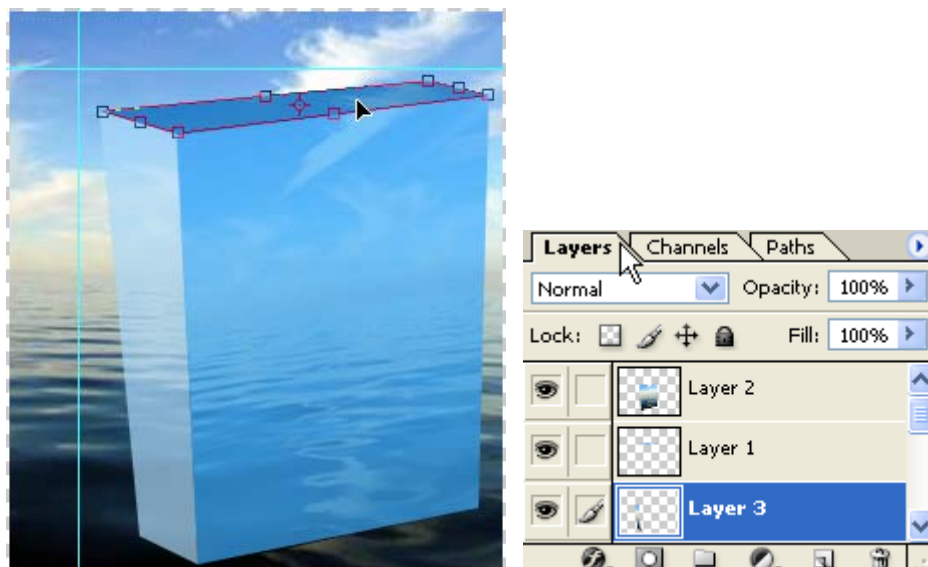 Layers Channels Paths
Normal Opacity: 100%
Lock: Fill: 100%
Layer 2
Layer 1
Layer 3